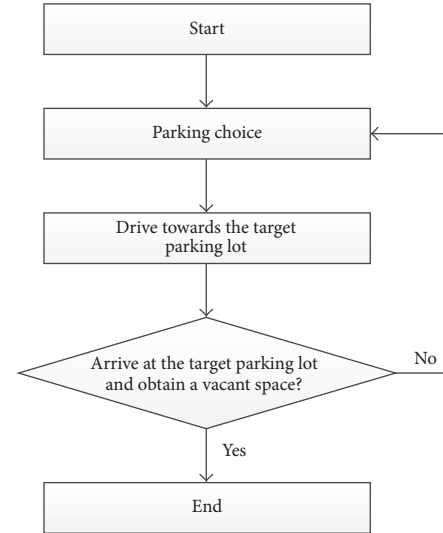 Start
Parking choice
Drive towards the target
parking lot
Arrive at the target parking lot
and obtain a vacant space?
No
Yes
End